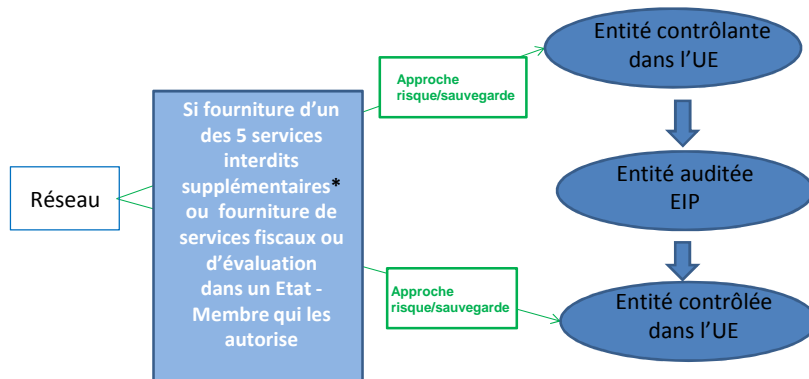 Réseau
Si fourniture d'un
des 5 services
interdits
supplémentaires*
ou fourniture de
services fiscaux ou
d'évaluation
dans un Etat -
Membre qui les
autorise
Approche
risque/sauvegarde
Approche
risque/sauvegarde
Entité contrôlante
dans l'UE
Entité auditée
EIP
Entité contrôlée
dans l'UE